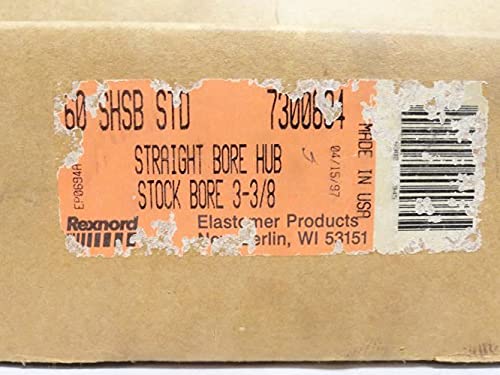 60 SHSB STD 7300694
STRAIGHT BORE HUB
STOCK BORE 3-3/8
EP0694A
04/15/97
MADE IN USA
Rexnord
Elastomer Products
New Berlin, WI 53151